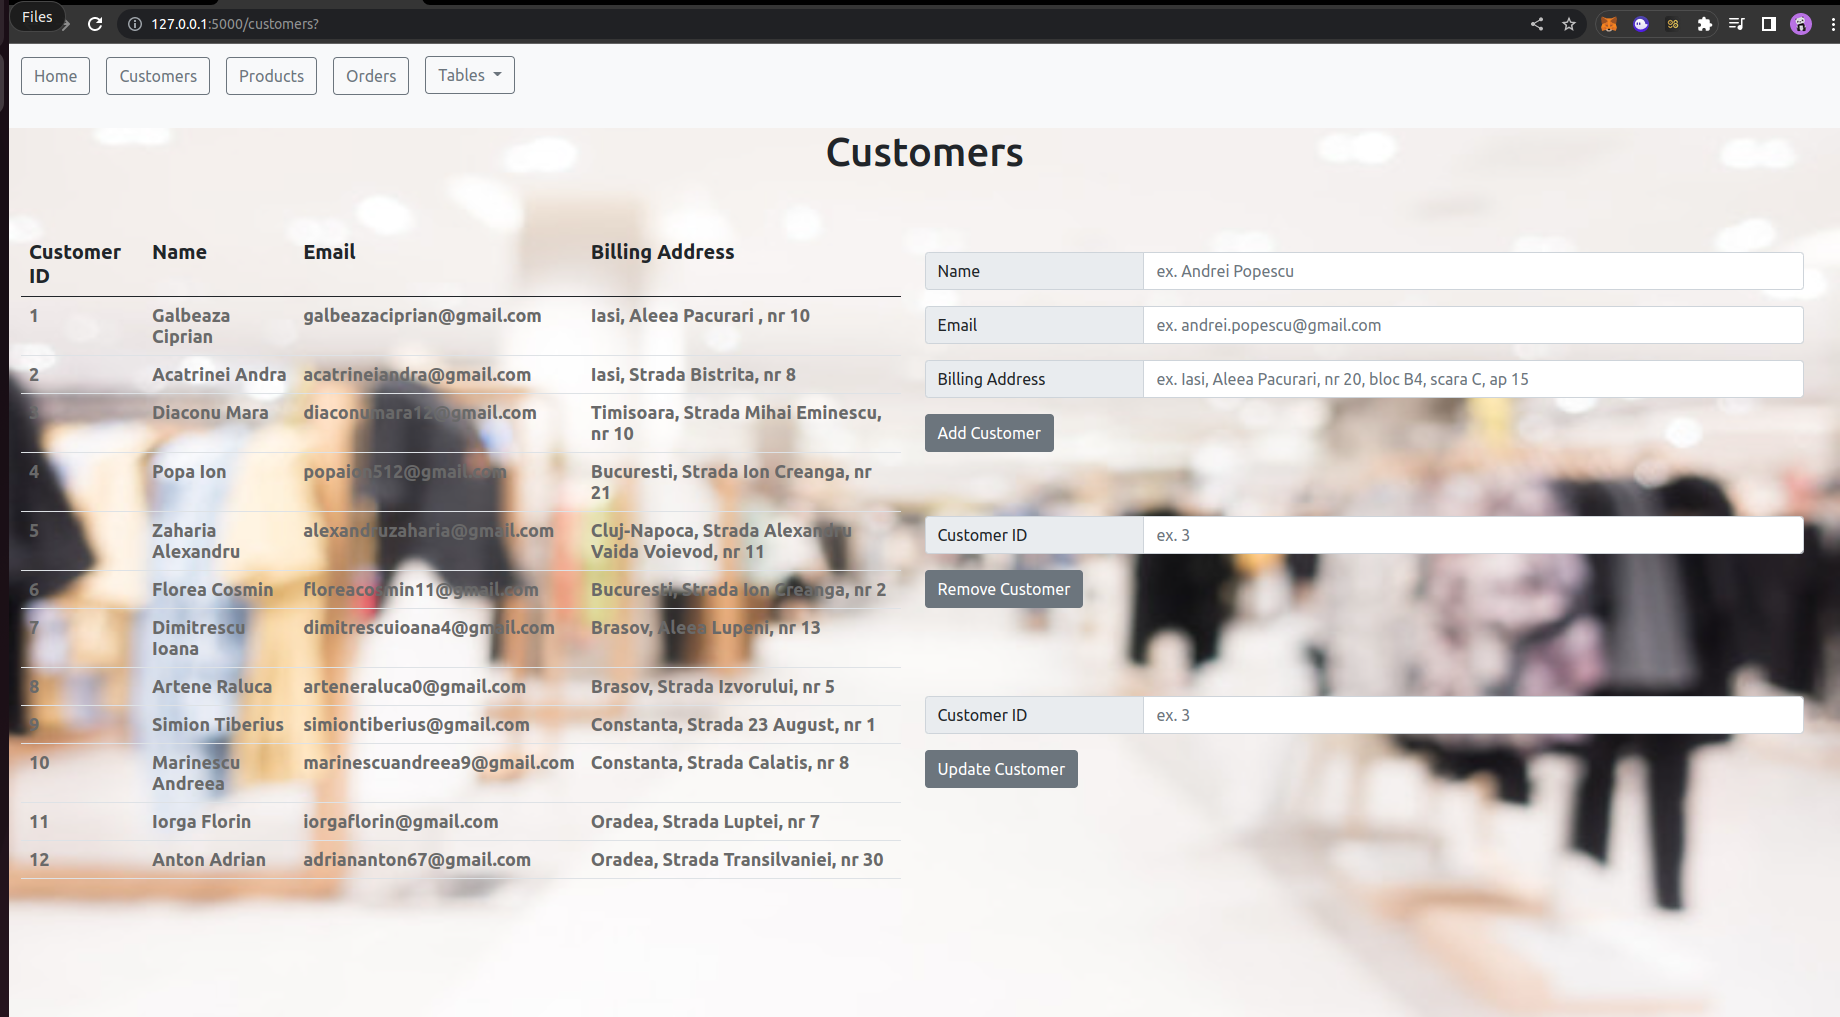 Files
127.0.0.1:5000/customers?
98
Home Customers Products Orders Tables
Customers
Customer ID Name Email Billing Address
1 Galbeaza Ciprian galbeazaciprian@gmail.com Iasi, Aleea Pacurari , nr 10
2 Acatrinei Andra acatrineiandra@gmail.com Iasi, Strada Bistrita, nr 8
3 Diaconu Mara diaconumara12@gmail.com Timisoara, Strada Mihai Eminescu, nr 10
4 Popa Ion popaion512@gmail.com Bucuresti, Strada Ion Creanga, nr 21
5 Zaharia Alexandru alexandruzaharia@gmail.com Cluj-Napoca, Strada Alexandru Vaida Voievod, nr 11
6 Florea Cosmin floreacosmin11@gmail.com Bucuresti, Strada Ion Creanga, nr 2
7 Dimitrescu Ioana dimitrescuioana4@gmail.com Brasov, Aleea Lupeni, nr 13
8 Artene Raluca arteneraluca0@gmail.com Brasov, Strada Izvorului, nr 5
9 Simion Tiberius simiontiberius@gmail.com Constanta, Strada 23 August, nr 1
10 Marinescu Andreea marinescuandreea9@gmail.com Constanta, Strada Calatis, nr 8
11 Iorga Florin iorgaflorin@gmail.com Oradea, Strada Luptei, nr 7
12 Anton Adrian adriananton67@gmail.com Oradea, Strada Transilvaniei, nr 30
Name ex. Andrei Popescu
Email ex. andrei.popescu@gmail.com
Billing Address ex. Iasi, Aleea Pacurari, nr 20, bloc B4, scara C, ap 15
Add Customer
Customer ID ex. 3
Remove Customer
Customer ID ex. 3
Update Customer